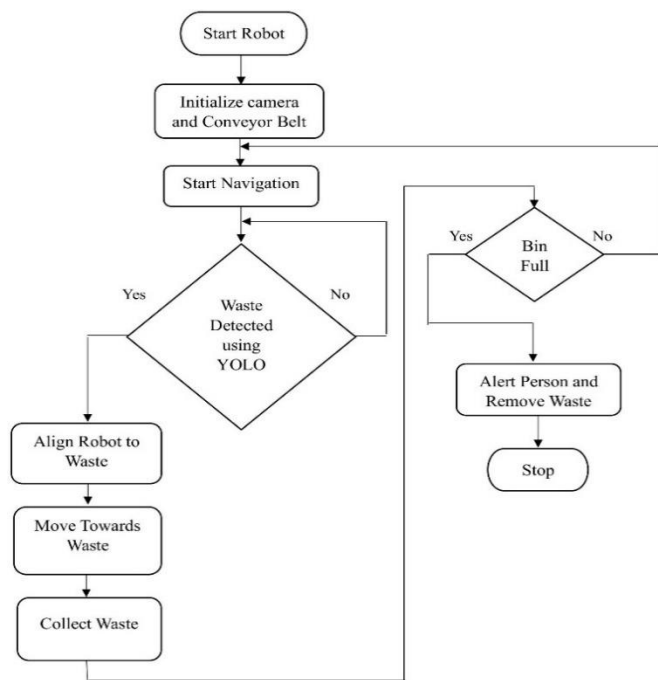 Start Robot
Initialize camera
and Conveyor Belt
Start Navigation
Yes
Waste
Detected
using
YOLO
No
Align Robot to
Waste
Move Towards
Waste
Collect Waste
Yes
Bin
Full
No
Alert Person and
Remove Waste
Stop